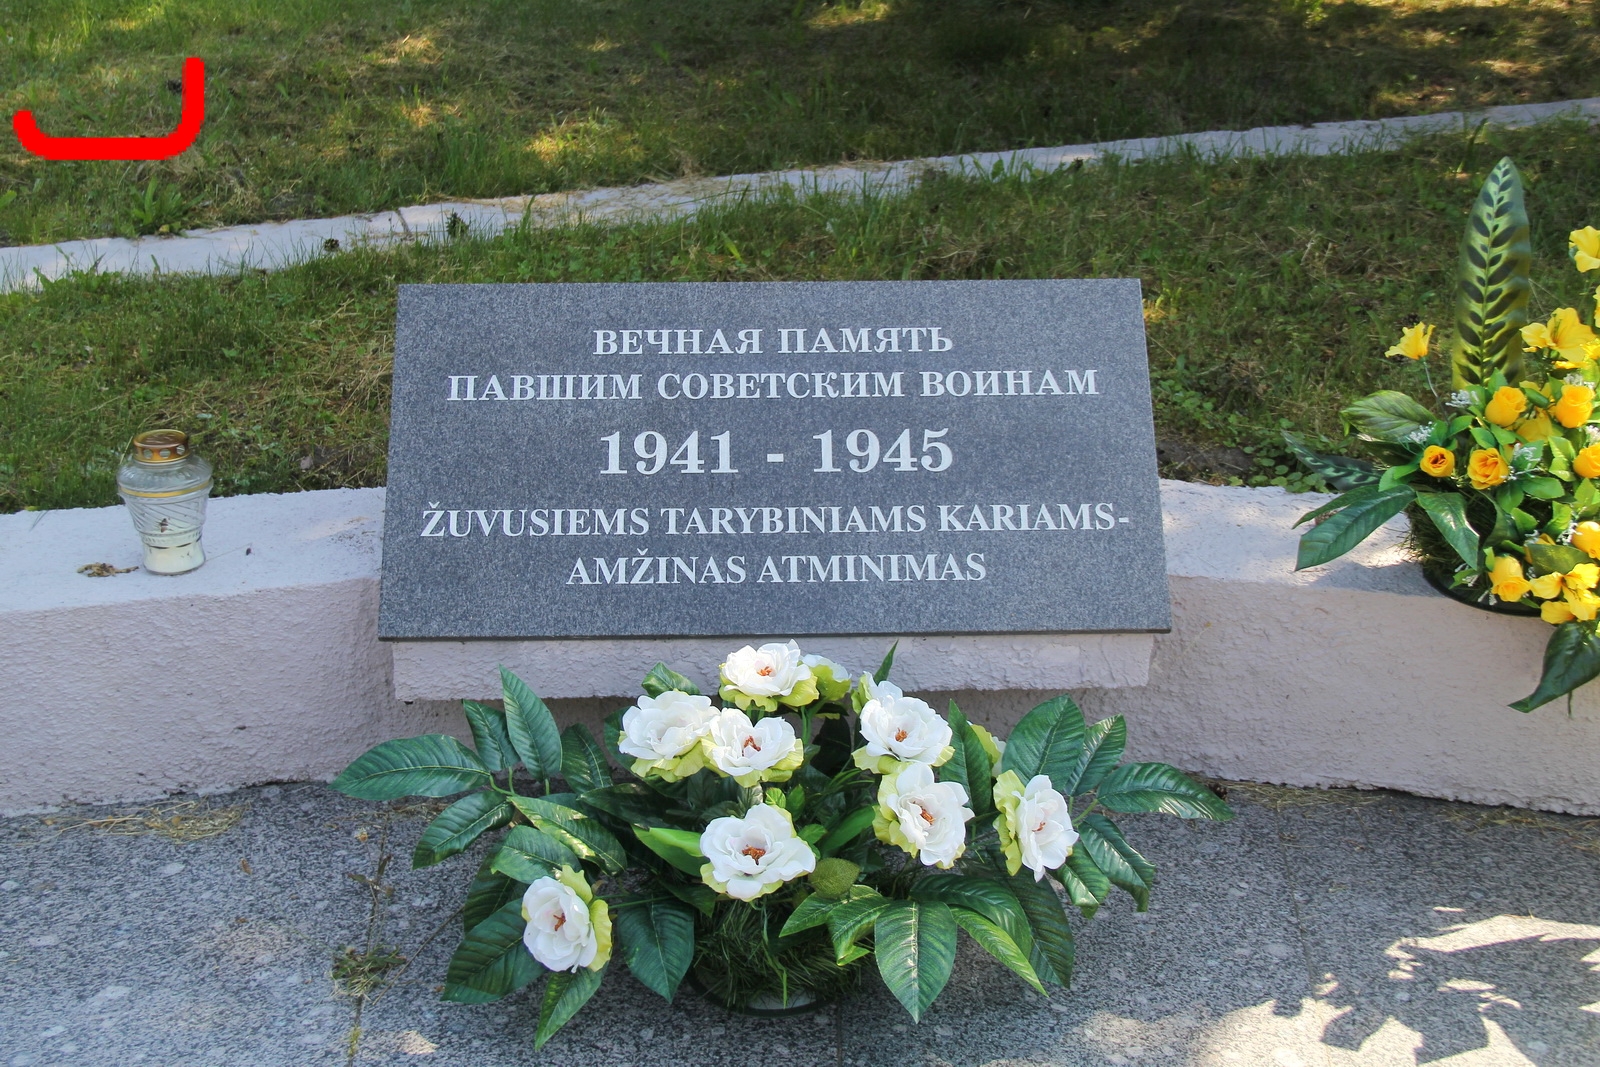 ВЕЧНАЯ ПАМЯТЬ
ПАВШИМ СОВЕТСКИМ ВОИНАМ
1941 - 1945
ŽUVUSIEMS TARYBINIAMS KARIAMS-
AMŽINAS ATMINIMAS